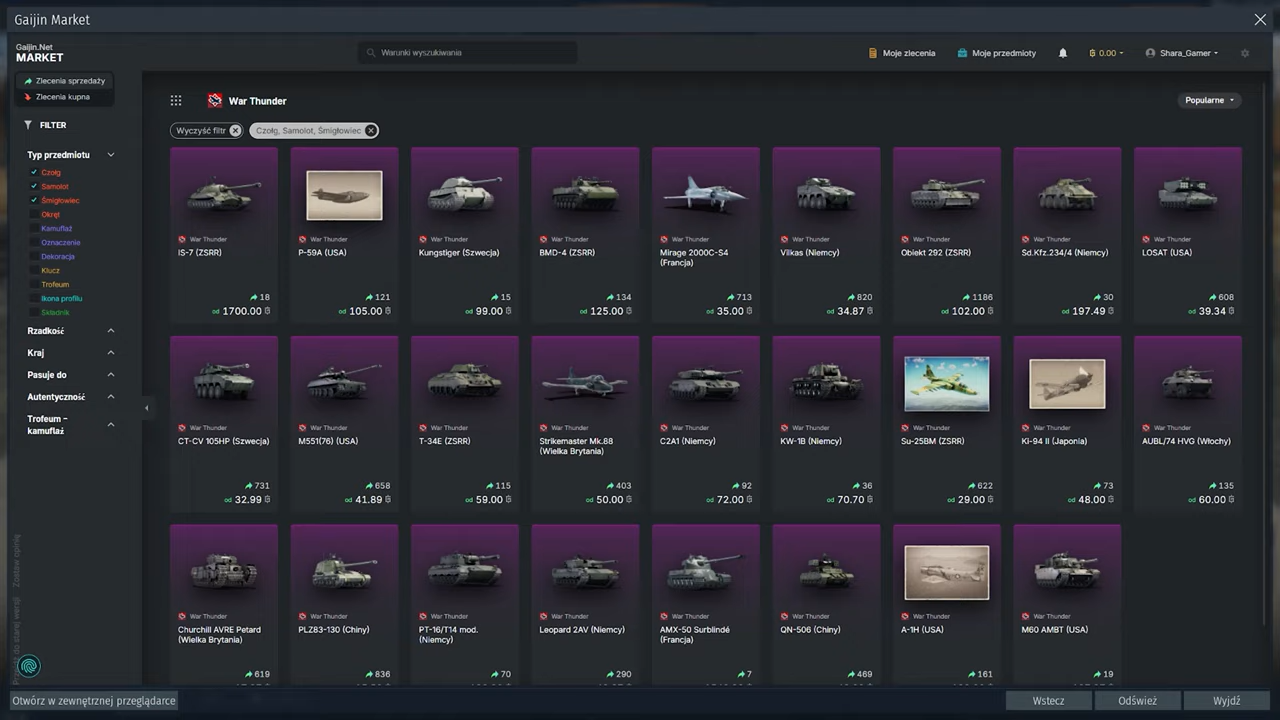 Gaijin Market
Gaijin.Net
MARKET
Warunki wyszukiwania
Moje zlecenia
Moje przedmioty
0.00
Shara_Gamer
Zlecenia sprzedaży
Zlecenia kupna
FILTER
Typ przedmiotu
Czołg
Samolot
Śmigłowiec
Okręt
Kamuflaż
Oznaczenie
Dekoracja
Klucz
Trofeum
Ikona profilu
Składnik
Rzadkość
Kraj
Pasuje do
Autentyczność
Trofeum –
kamuflaż
Zostaw opinię
Przejdź do starej wersji
War Thunder
Popularne
Wyczyść filtr
Czołg, Samolot, Śmigłowiec
War Thunder
IS-7 (ZSRR)
18
od 1700.00
War Thunder
P-59A (USA)
121
od 105.00
War Thunder
Kungstiger (Szwecja)
15
od 99.00
War Thunder
BMD-4 (ZSRR)
134
od 125.00
War Thunder
Mirage 2000C-S4
(Francja)
713
od 35.00
War Thunder
Vilkas (Niemcy)
820
od 34.87
War Thunder
Obiekt 292 (ZSRR)
1186
od 102.00
War Thunder
Sd.Kfz.234/4 (Niemcy)
30
od 197.49
War Thunder
LOSAT (USA)
608
od 39.34
War Thunder
CT-CV 105HP (Szwecja)
731
od 32.99
War Thunder
M551(76) (USA)
658
od 41.89
War Thunder
T-34E (ZSRR)
115
od 59.00
War Thunder
Strikemaster Mk.88
(Wielka Brytania)
403
od 50.00
War Thunder
C2A1 (Niemcy)
92
od 72.00
War Thunder
KW-1B (Niemcy)
36
od 70.70
War Thunder
Su-25BM (ZSRR)
622
od 29.00
War Thunder
Ki-94 II (Japonia)
73
od 48.00
War Thunder
AUBL/74 HVG (Włochy)
135
od 60.00
War Thunder
Churchill AVRE Petard
(Wielka Brytania)
619
War Thunder
PLZ83-130 (Chiny)
836
War Thunder
PT-16/T14 mod.
(Niemcy)
70
War Thunder
Leopard 2AV (Niemcy)
290
War Thunder
AMX-50 Surblindé
(Francja)
7
War Thunder
QN-506 (Chiny)
469
War Thunder
A-1H (USA)
161
War Thunder
M60 AMBT (USA)
19
Otwórz w zewnętrznej przeglądarce
Wstecz
Odśwież
Wyjdź